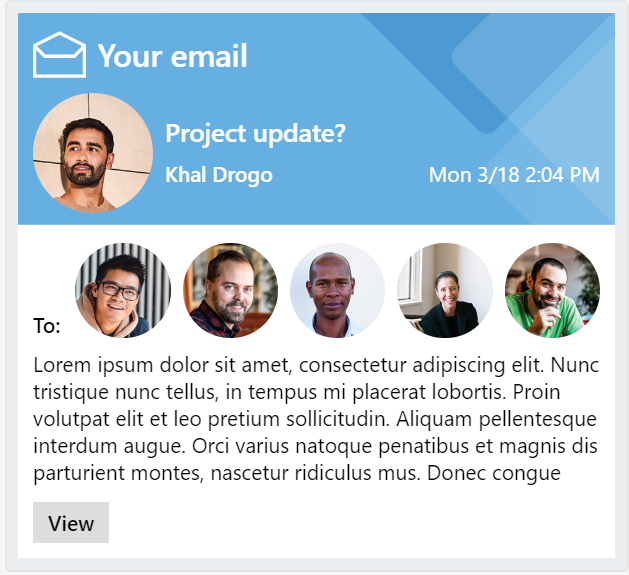 Your email
Project update?
Khal Drogo Mon 3/18 2:04 PM
To:
Lorem ipsum dolor sit amet, consectetur adipiscing elit. Nunc
tristique nunc tellus, in tempus mi placerat lobortis. Proin
volutpat elit et leo pretium sollicitudin. Aliquam pellentesque
interdum augue. Orci varius natoque penatibus et magnis dis
parturient montes, nascetur ridiculus mus. Donec congue
View